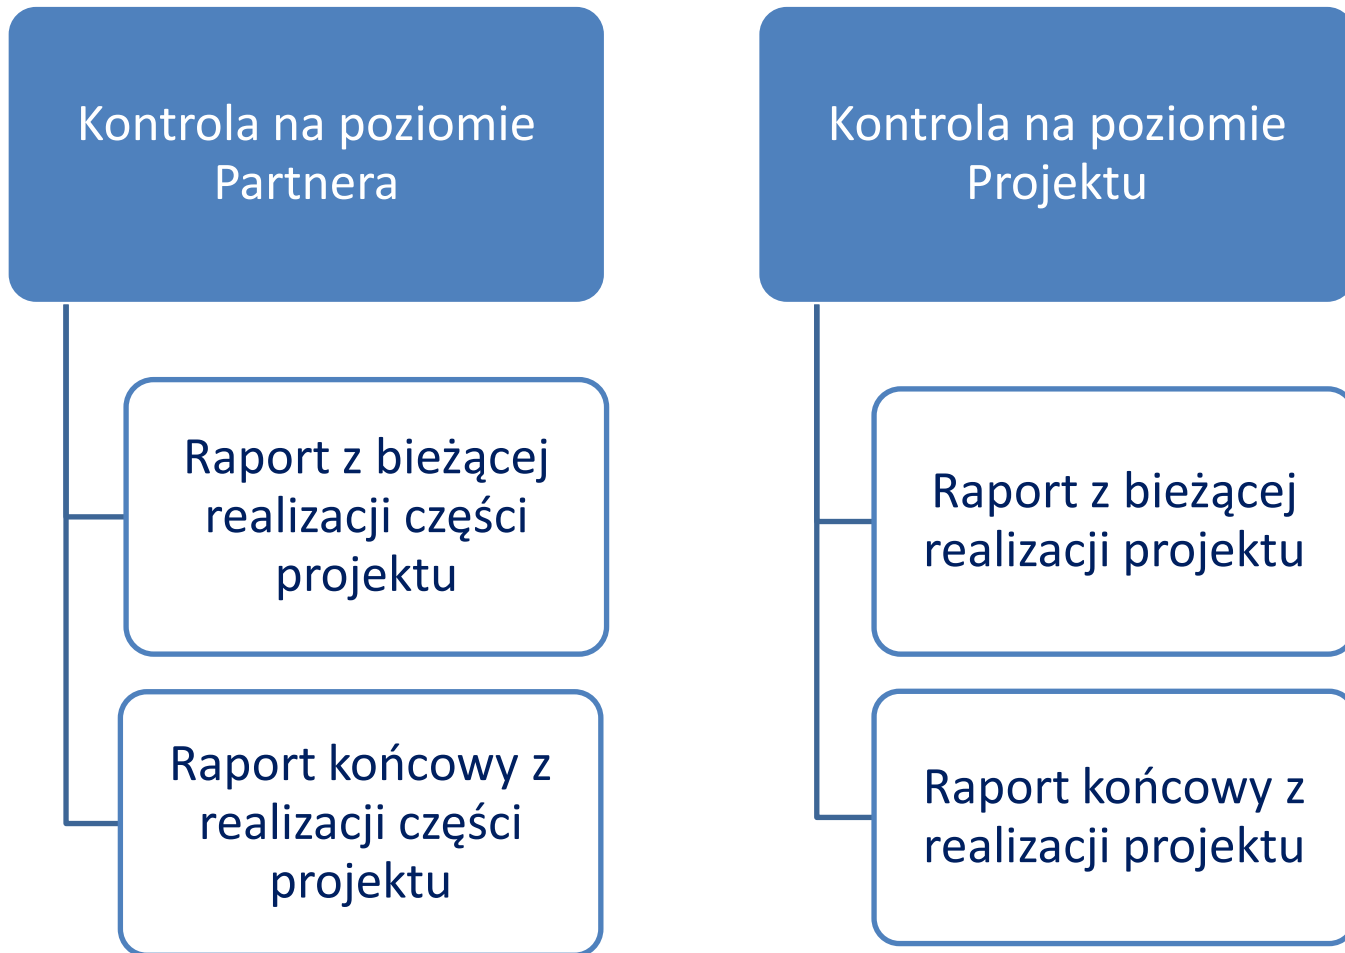 Kontrola na poziomie
Partnera
Raport z bieżącej
realizacji części
projektu
Raport końcowy z
realizacji części
projektu
Kontrola na poziomie
Projektu
Raport z bieżącej
realizacji projektu
Raport końcowy z
realizacji projektu